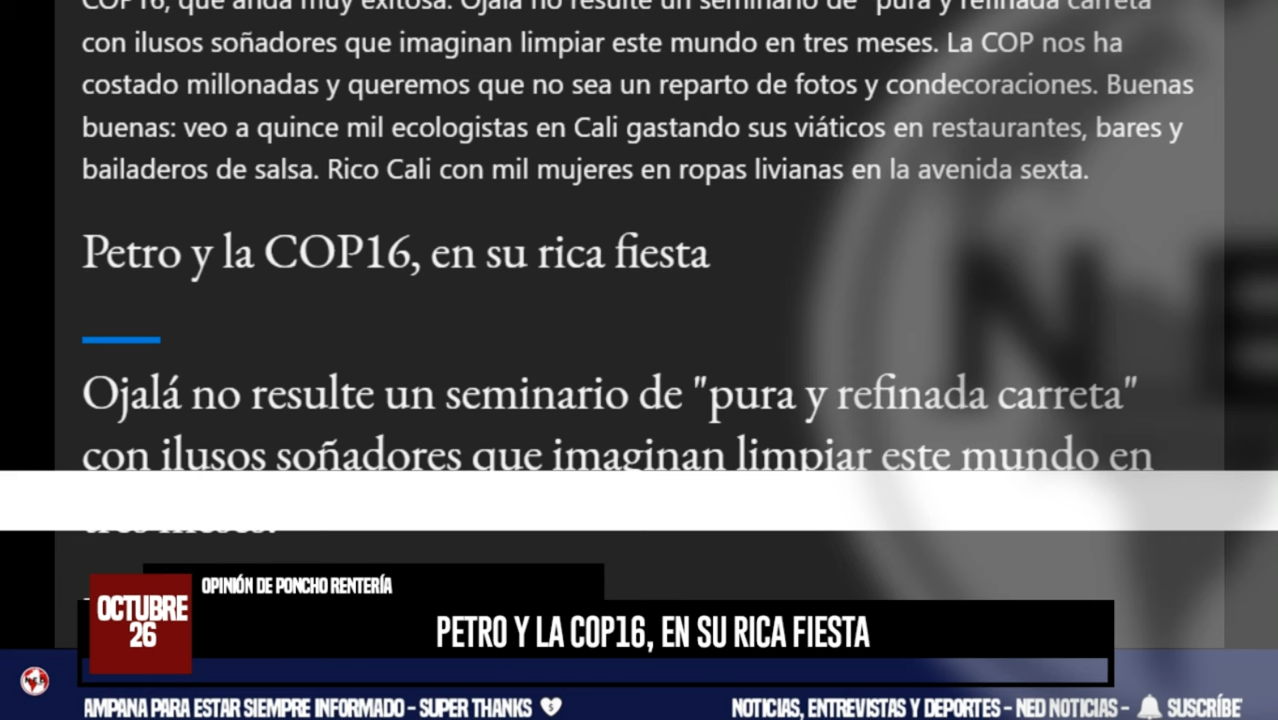 COP16, que anda muy exitosa. Ojalá no resulte un seminario de "pura y refinada carreta"
con ilusos soñadores que imaginan limpiar este mundo en tres meses. La COP nos ha
costado millonadas y queremos que no sea un reparto de fotos y condecoraciones. Buenas
buenas: veo a quince mil ecologistas en Cali gastando sus viáticos en restaurantes, bares y
bailaderos de salsa. Rico Cali con mil mujeres en ropas livianas en la avenida sexta.
Petro y la COP16, en su rica fiesta
Ojalá no resulte un seminario de "pura y refinada carreta"
con ilusos soñadores que imaginan limpiar este mundo en
tres meses.
N E
OPINIÓN DE PONCHO RENTERÍA
OCTUBRE
26
PETRO Y LA COP16, EN SU RICA FIESTA
AMPANA PARA ESTAR SIEMPRE INFORMADO - SUPER THANKS
NOTICIAS, ENTREVISTAS Y DEPORTES - NED NOTICIAS - SUSCRÍBE